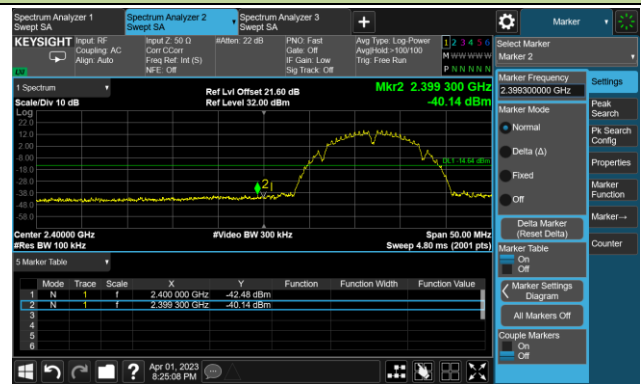 Spectrum Analyzer 1
Swept SA
Spectrum Analyzer 2
Swept SA
Spectrum Analyzer 3
Swept SA
Marker
KEYSIGHT
Input: RF
Coupling: AC
Align: Auto
Input Z: 50 Ω
Corr CCorr
Freq Ref: Int (S)
NFE: Off
#Atten: 22 dB
PNO: Fast
Gate: Off
IF Gain: Low
Sig Track: Off
Avg Type: Log-Power
Avg|Hold:>100/100
Trig: Free Run
1 2 3 4 5 6
M W W W W W
P N N N N N
Select Marker
Marker 2
1 Spectrum
Scale/Div 10 dB
Log
Ref Lvl Offset 21.60 dB
Ref Level 32.00 dBm
Mkr2 2.399 300 GHz
-40.14 dBm
22.0
12.0
2.00
-8.00
-18.0
-28.0
-38.0
-48.0
-58.0
DL1 -14.64 dBm
2
Center 2.40000 GHz
#Res BW 100 kHz
#Video BW 300 kHz
Span 50.00 MHz
Sweep 4.80 ms (2001 pts)
5 Marker Table
Mode Trace Scale X Y Function Function Width Function Value
1 N 1 f 2.400 000 GHz -42.48 dBm
2 N 1 f 2.399 300 GHz -40.14 dBm
3
4
5
6
Marker Frequency
2.399300000 GHz
Marker Mode
Normal
Delta (Δ)
Fixed
Off
Delta Marker
(Reset Delta)
Marker Table
On
Off
Marker Settings
Diagram
All Markers Off
Couple Markers
On
Off
Settings
Peak
Search
Pk Search
Config
Properties
Marker
Function
Marker→
Counter
?
Apr 01, 2023
8:25:08 PM